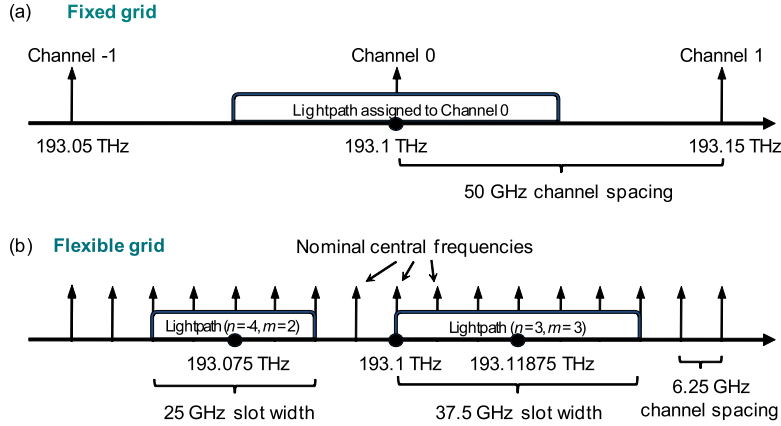 (a) Fixed grid
Channel -1 Channel 0 Channel 1
Lightpath assigned to Channel 0
193.05 THz 193.1 THz 193.15 THz
50 GHz channel spacing
(b) Flexible grid
Nominal central frequencies
Lightpath (n=-4, m=2) Lightpath (n=3, m=3)
193.075 THz 193.1 THz 193.11875 THz
25 GHz slot width 37.5 GHz slot width 6.25 GHz
channel spacing